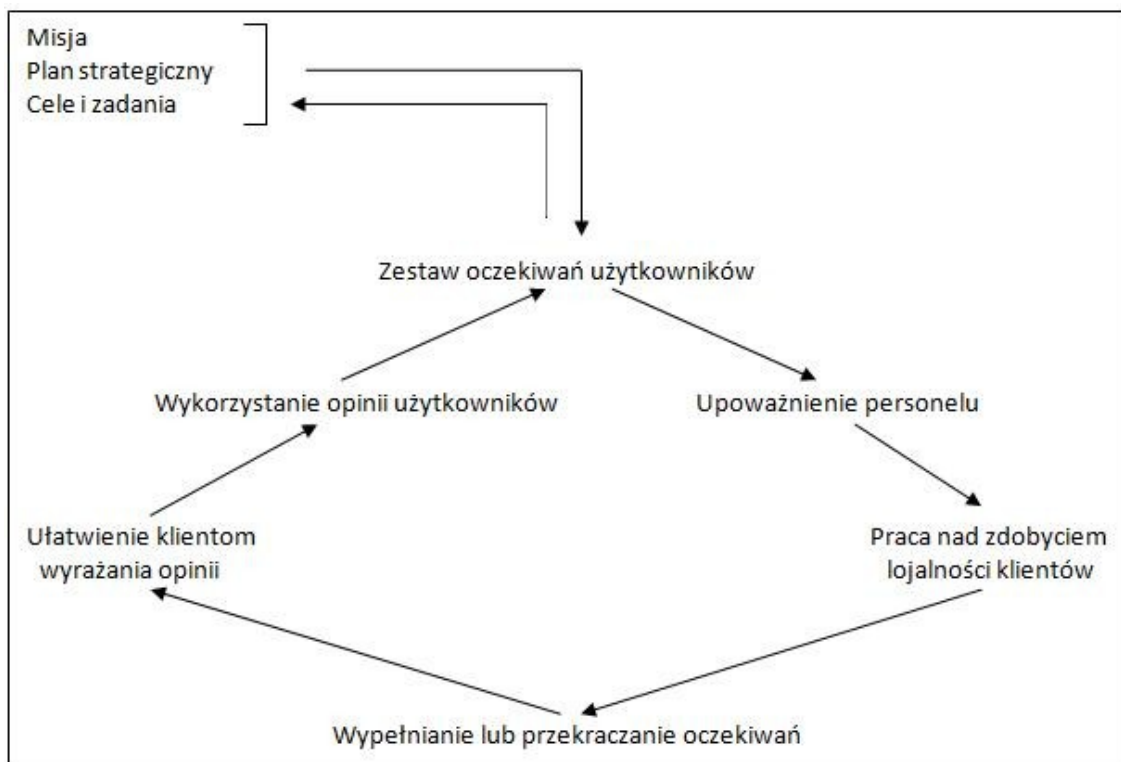 Misja
Plan strategiczny
Cele i zadania
Zestaw oczekiwań użytkowników
Wykorzystanie opinii użytkowników
Upoważnienie personelu
Ułatwienie klientom
wyrażania opinii
Praca nad zdobyciem
lojalności klientów
Wypełnianie lub przekraczanie oczekiwań